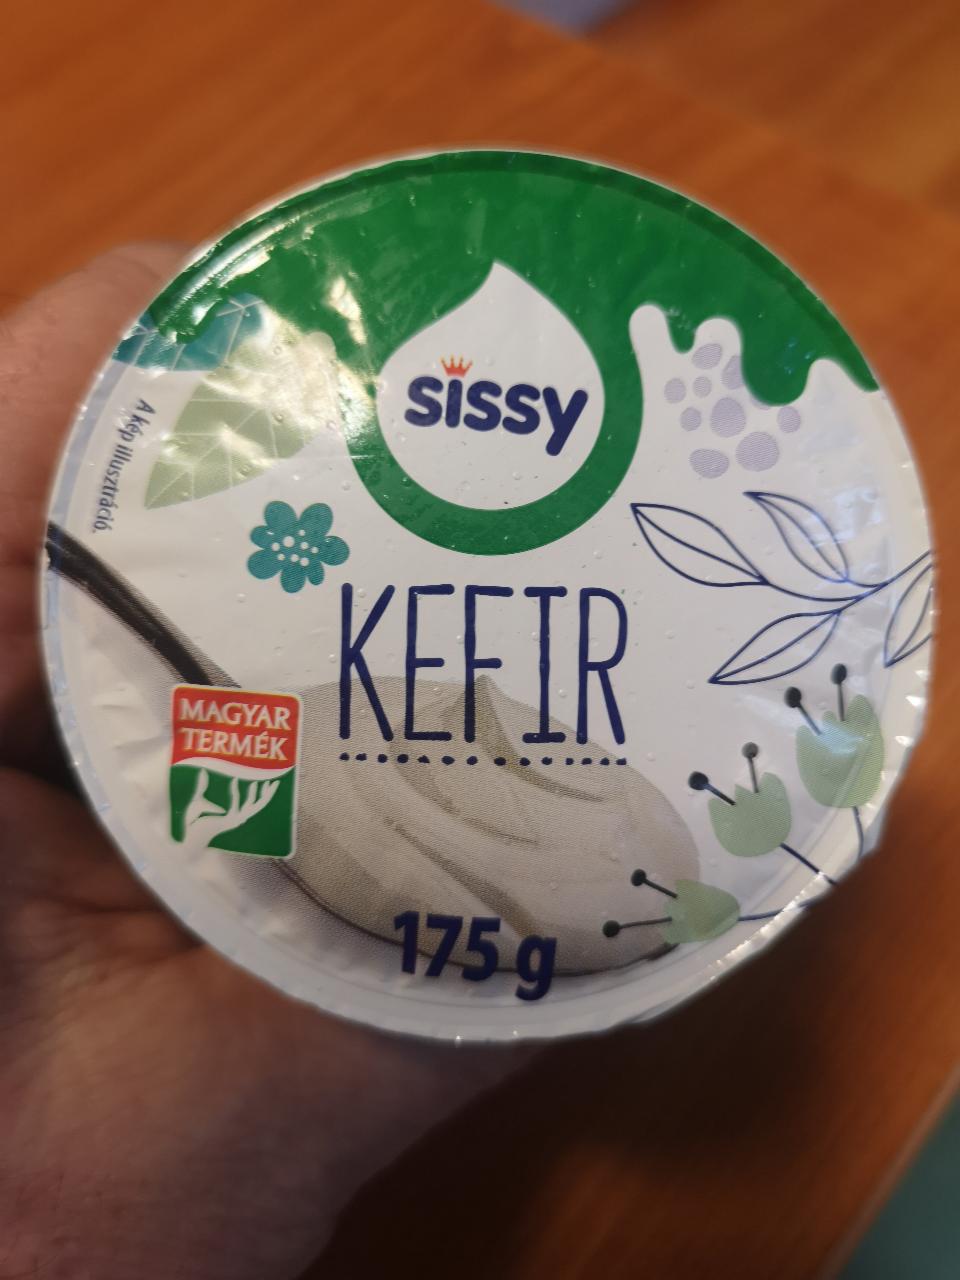 sissy
A kép illusztráció.
KEFIR
MAGYAR
TERMÉK
175 g